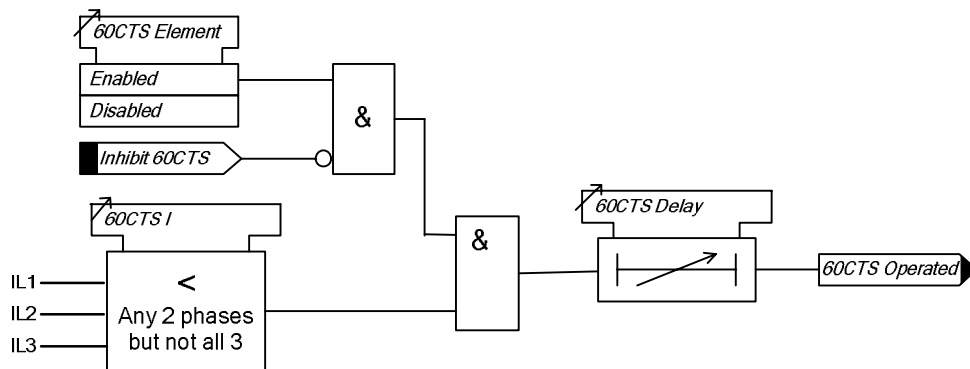 60CTS Element
Enabled
Disabled
&
Inhibit 60CTS
60CTS I
IL1
IL2
IL3
<
Any 2 phases
but not all 3
&
60CTS Delay
60CTS Operated